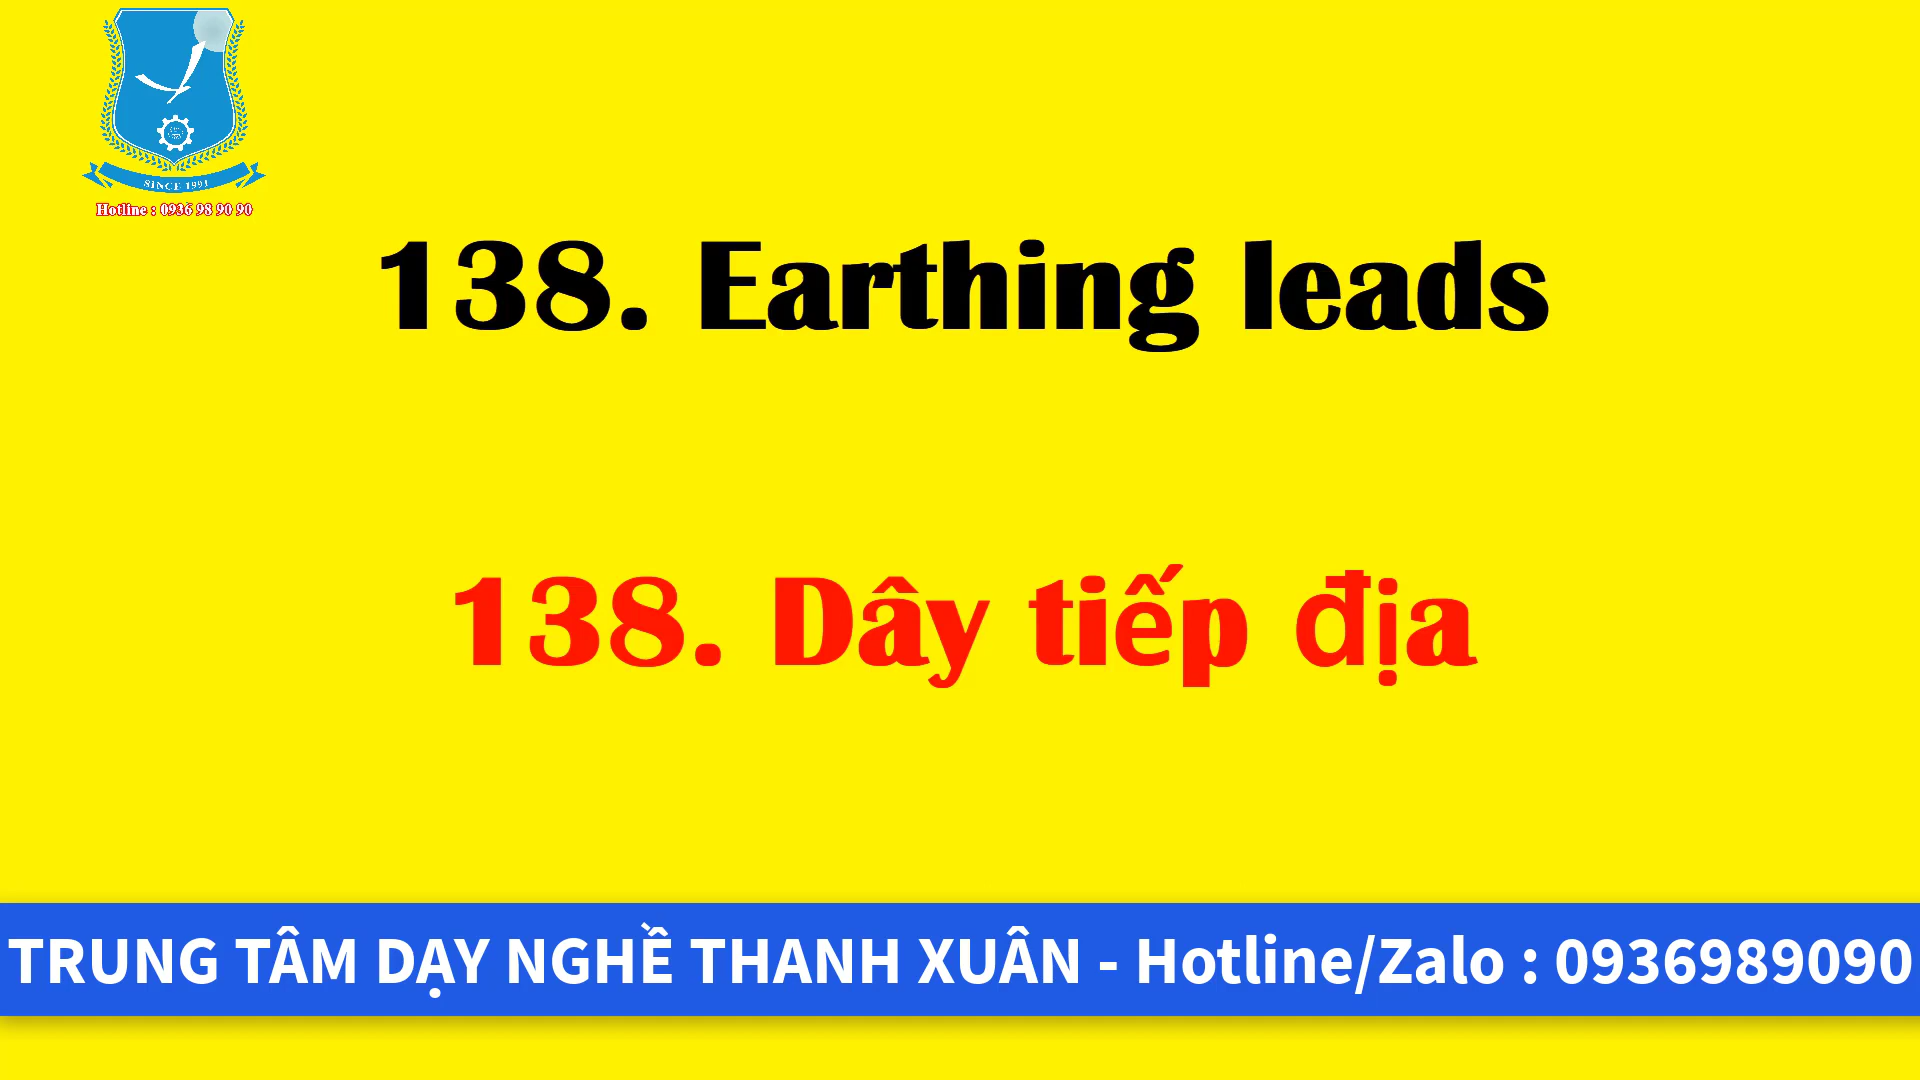 SINCE 1991
Hotline : 0936 98 90 90
138. Earthing leads
138. Dây tiếp địa
TRUNG TÂM DẠY NGHỀ THANH XUÂN - Hotline/Zalo : 0936989090